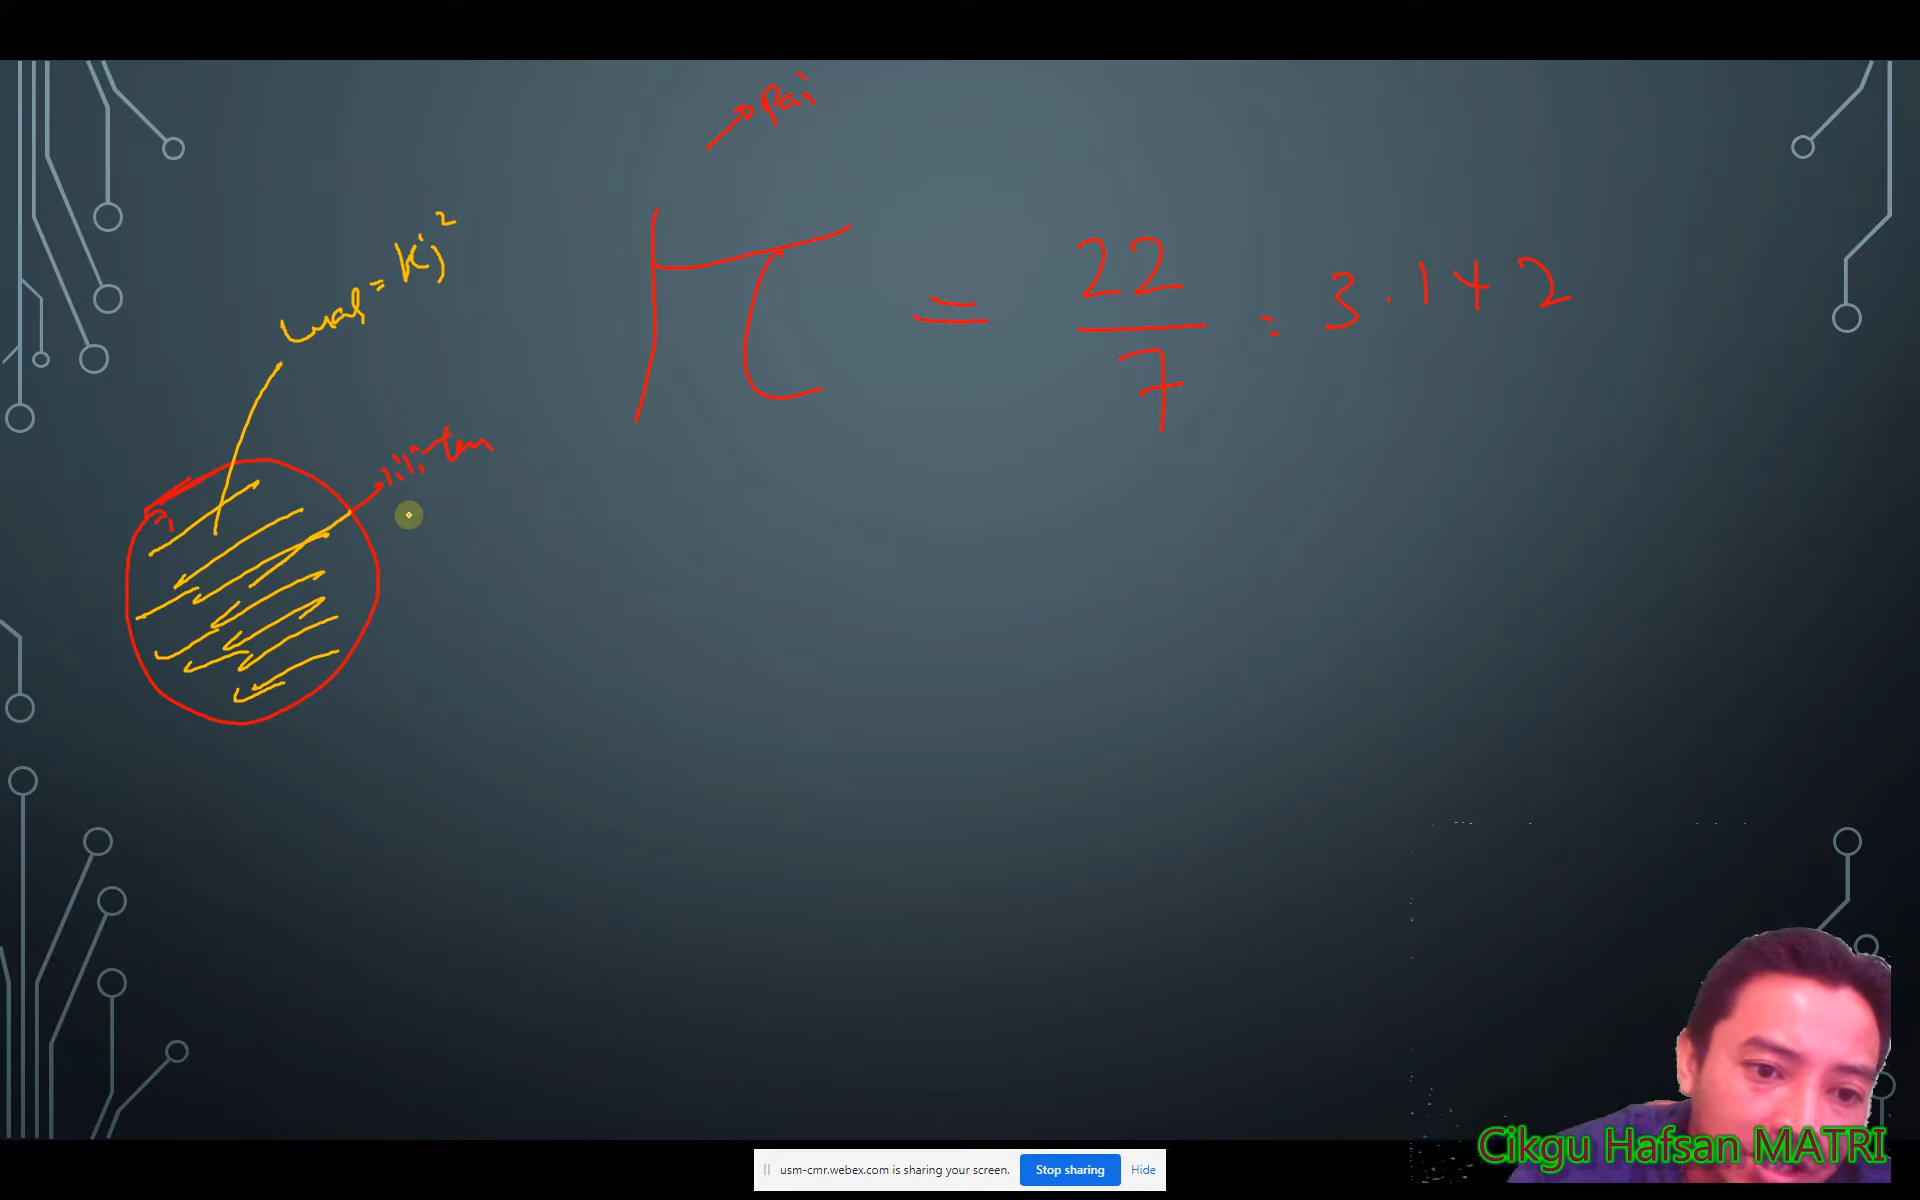 Pai
π = 22/7 = 3.142
Luas = πj²
lilitan
Cikgu Hafsan MATRI
usm-cmr.webex.com is sharing your screen.
Stop sharing
Hide